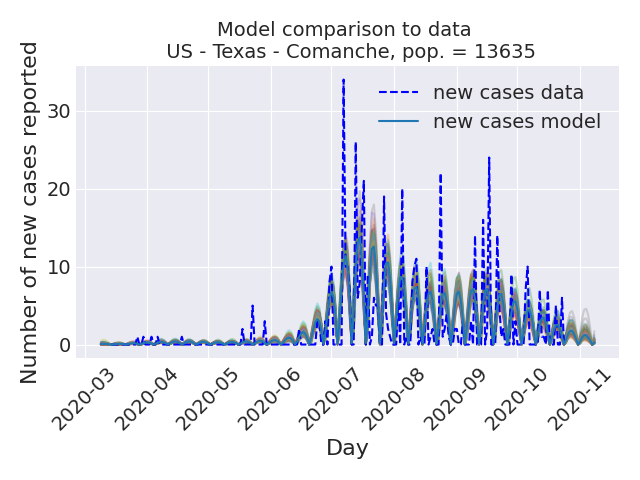 Model comparison to data
US - Texas - Comanche, pop. = 13635
Number of new cases reported
30
20
10
0
new cases data
new cases model
2020-03
2020-04
2020-05
2020-06
2020-07
2020-08
2020-09
2020-10
2020-11
Day